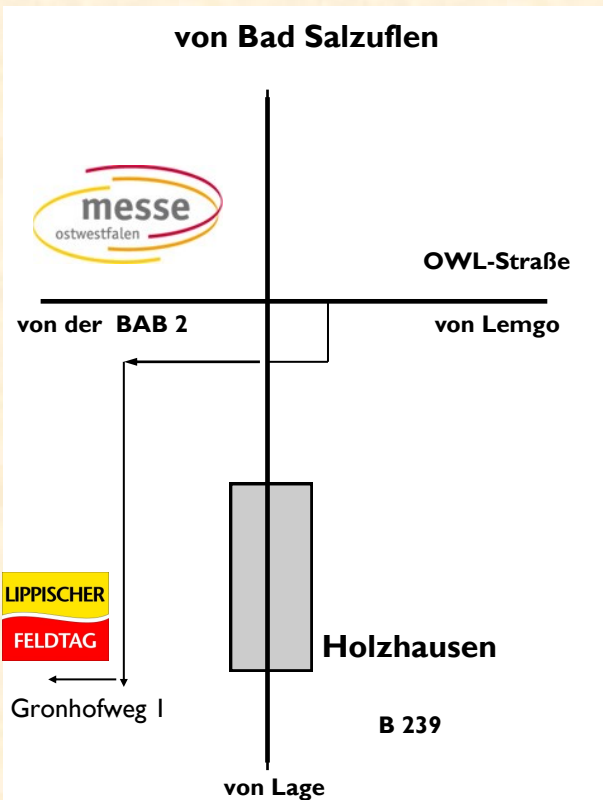 von Bad Salzuflen
messe
ostwestfalen
OWL-Straße
von der BAB 2
von Lemgo
LIPPISCHER
FELDTAG
Holzhausen
Gronhofweg 1
B 239
von Lage